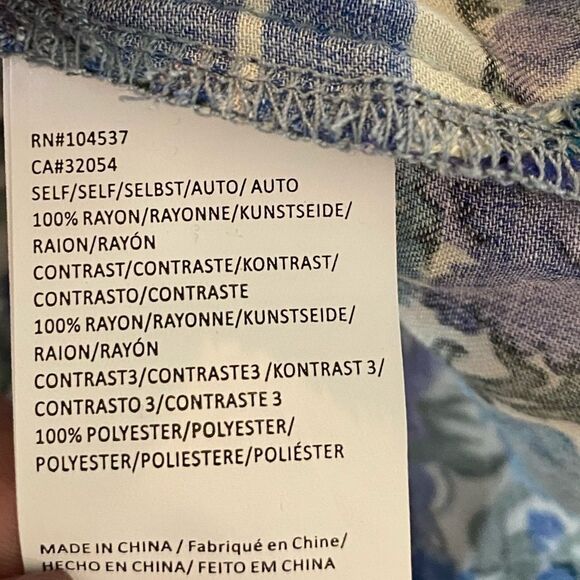 RN#104537
CA#32054
SELF/SELF/SELBST/AUTO/ AUTO
100% RAYON/RAYONNE/KUNSTSEIDE/
RAION/RAYÓN
CONTRAST/CONTRASTE/KONTRAST/
CONTRASTO/CONTRASTE
100% RAYON/RAYONNE/KUNSTSEIDE/
RAION/RAYÓN
CONTRAST3/CONTRASTE3 /KONTRAST 3/
CONTRASTO 3/CONTRASTE 3
100% POLYESTER/POLYESTER/
POLYESTER/POLIESTERE/POLIÉSTER
MADE IN CHINA / Fabriqué en Chine/
HECHO EN CHINA/ FEITO EM CHINA